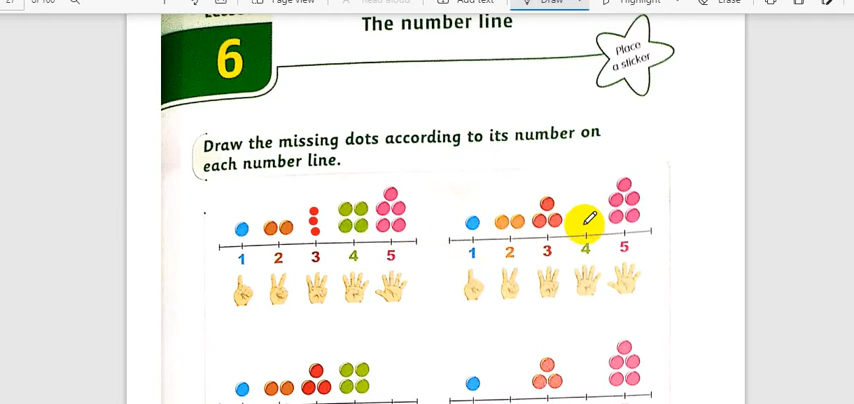 Page view
Read aloud
Add text
Draw
Highlight
Erase
The number line
6
Place
a sticker
Draw the missing dots according to its number on
each number line.
1 2 3 4 5
1 2 3 4 5